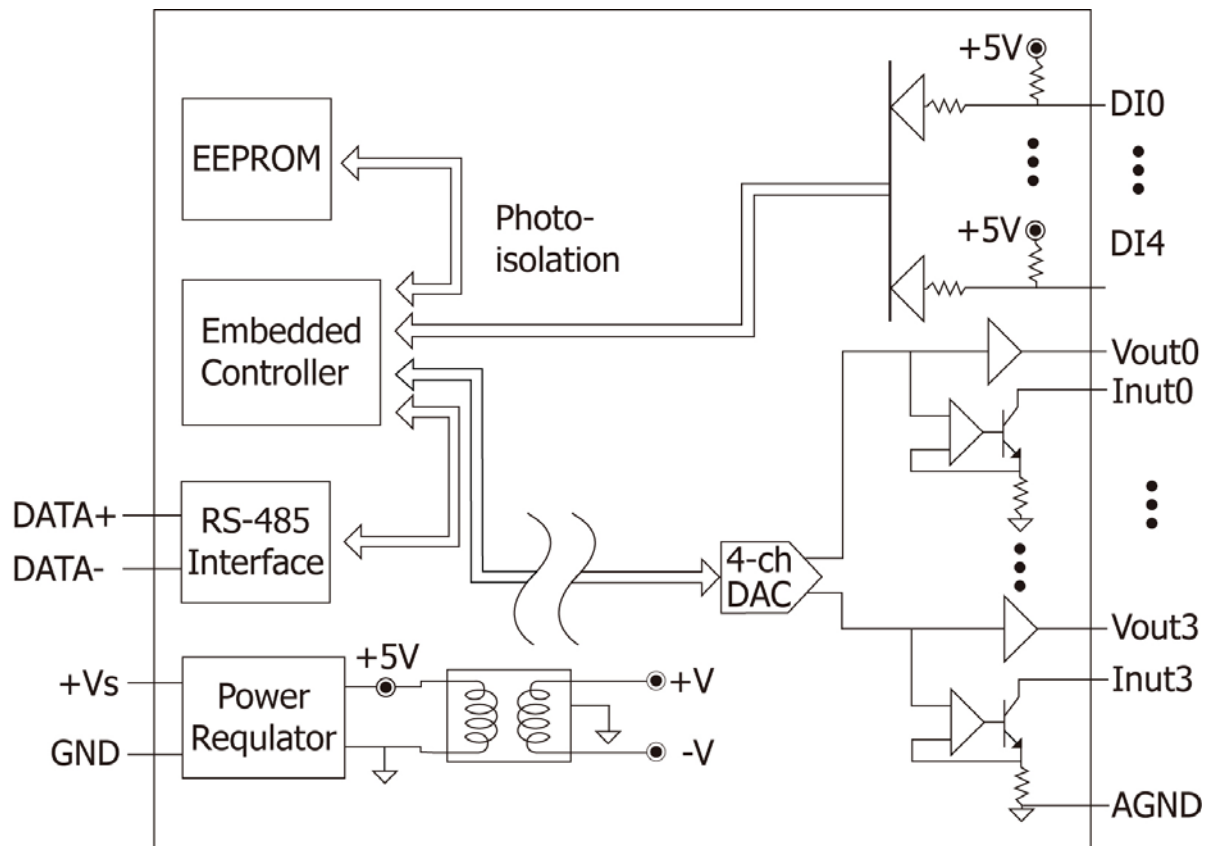 +5V
DI0
EEPROM
Photo-
isolation
+5V
DI4
Embedded
Controller
Vout0
Inut0
DATA+
DATA-
RS-485
Interface
4-ch
DAC
Vout3
+Vs
GND
Power
Requlator
+5V
+V
-V
Inut3
AGND